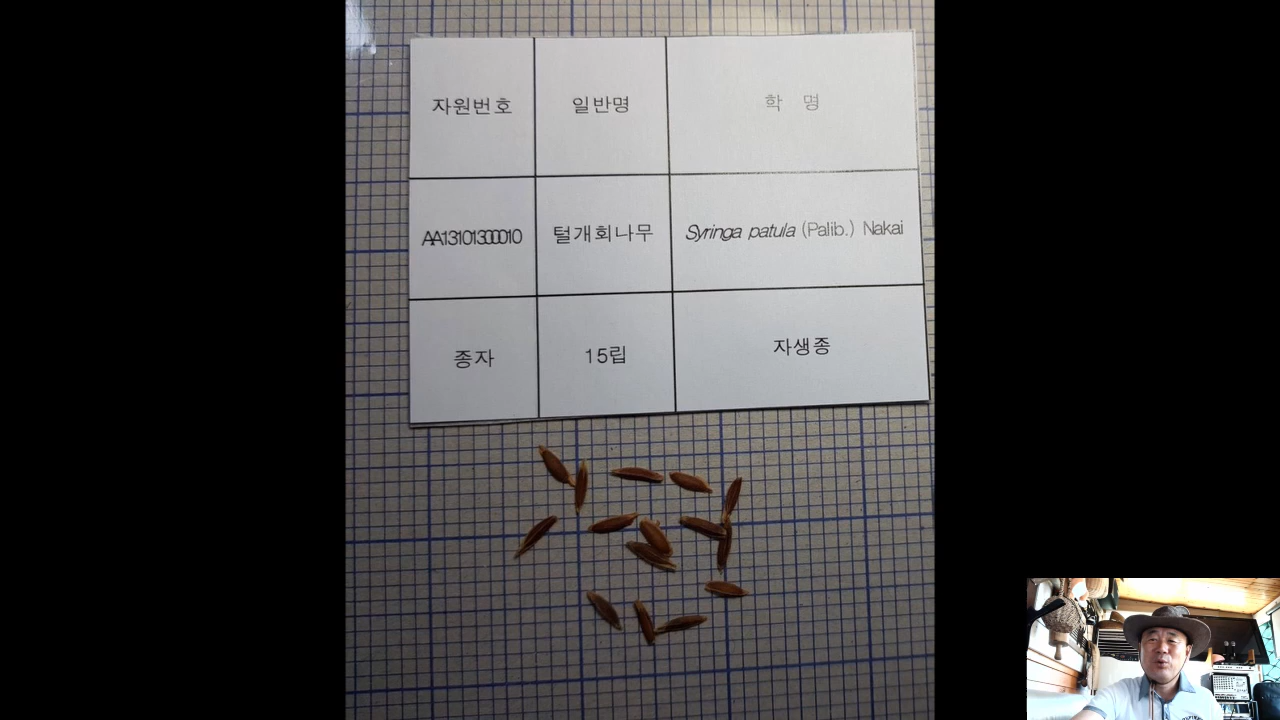 자원번호 일반명 학 명
AA13101300010 털개회나무 Syringa patula (Palib.) Nakai
종자 15립 자생종